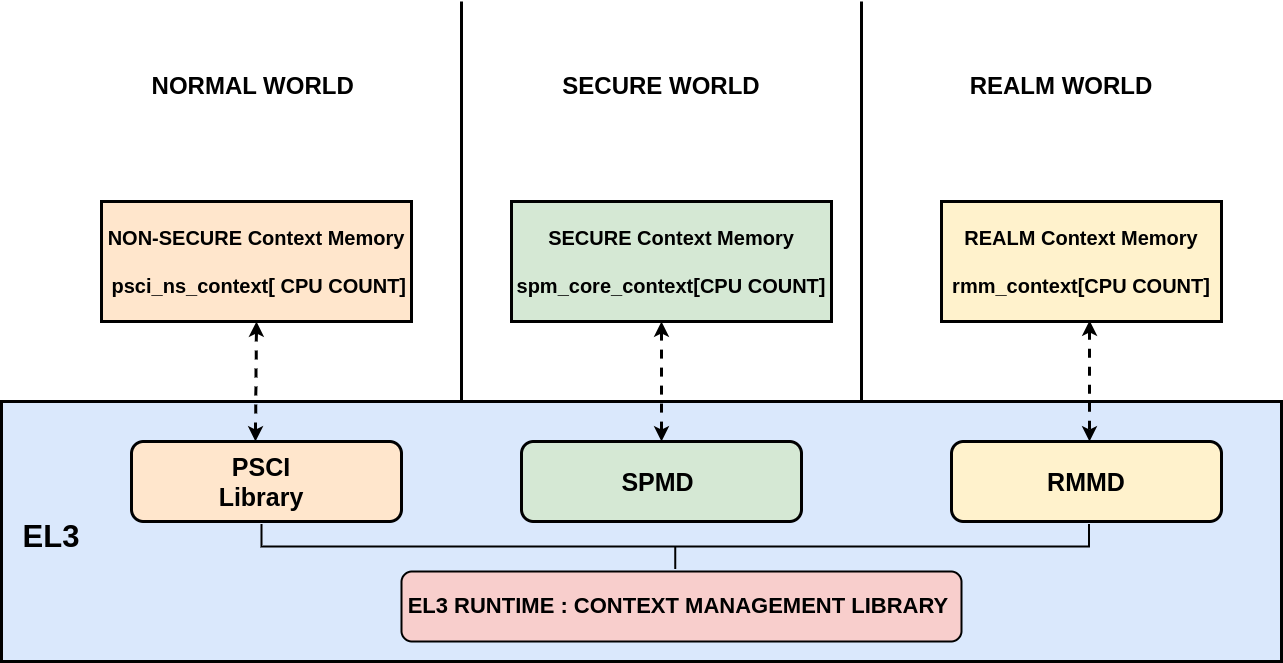 NORMAL WORLD
SECURE WORLD
REALM WORLD
NON-SECURE Context Memory
psci_ns_context[ CPU COUNT]
SECURE Context Memory
spm_core_context[CPU COUNT]
REALM Context Memory
rmm_context[CPU COUNT]
PSCI
Library
SPMD
RMMD
EL3
EL3 RUNTIME : CONTEXT MANAGEMENT LIBRARY